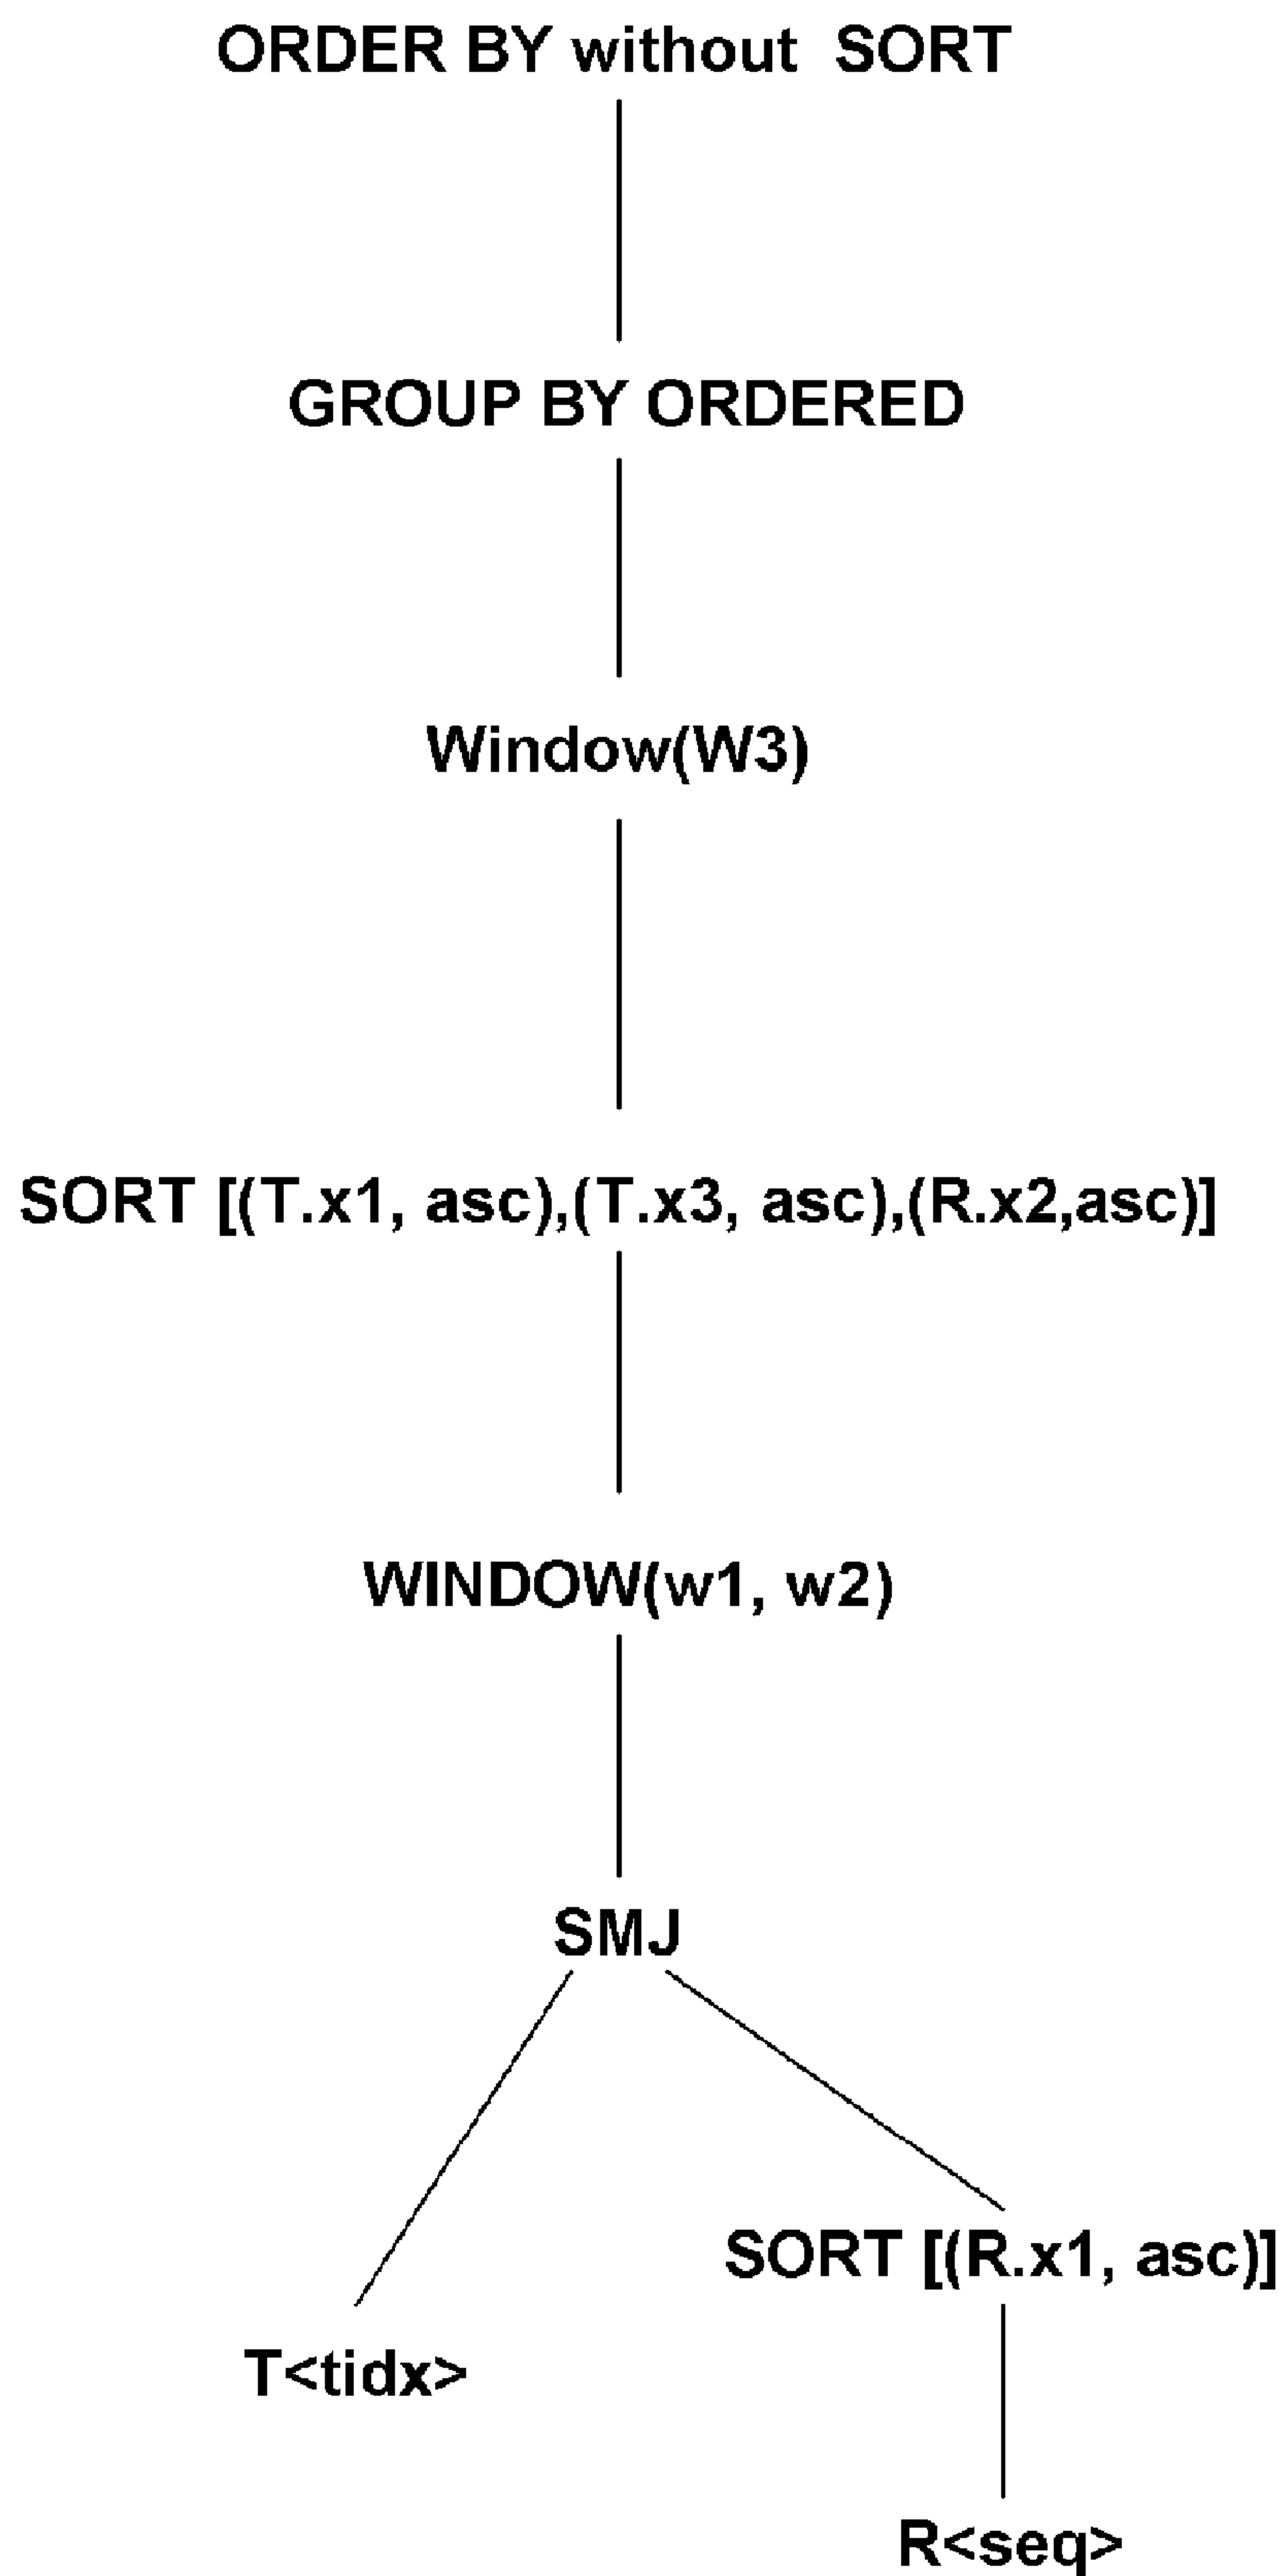 ORDER BY without  SORT
GROUP BY ORDERED
Window(W3)
SORT [(T.x1, asc),(T.x3, asc),(R.x2,asc)]
WINDOW(w1, w2)
SMJ
SORT [(R.x1, asc)]
T<tidx>
R<seq>